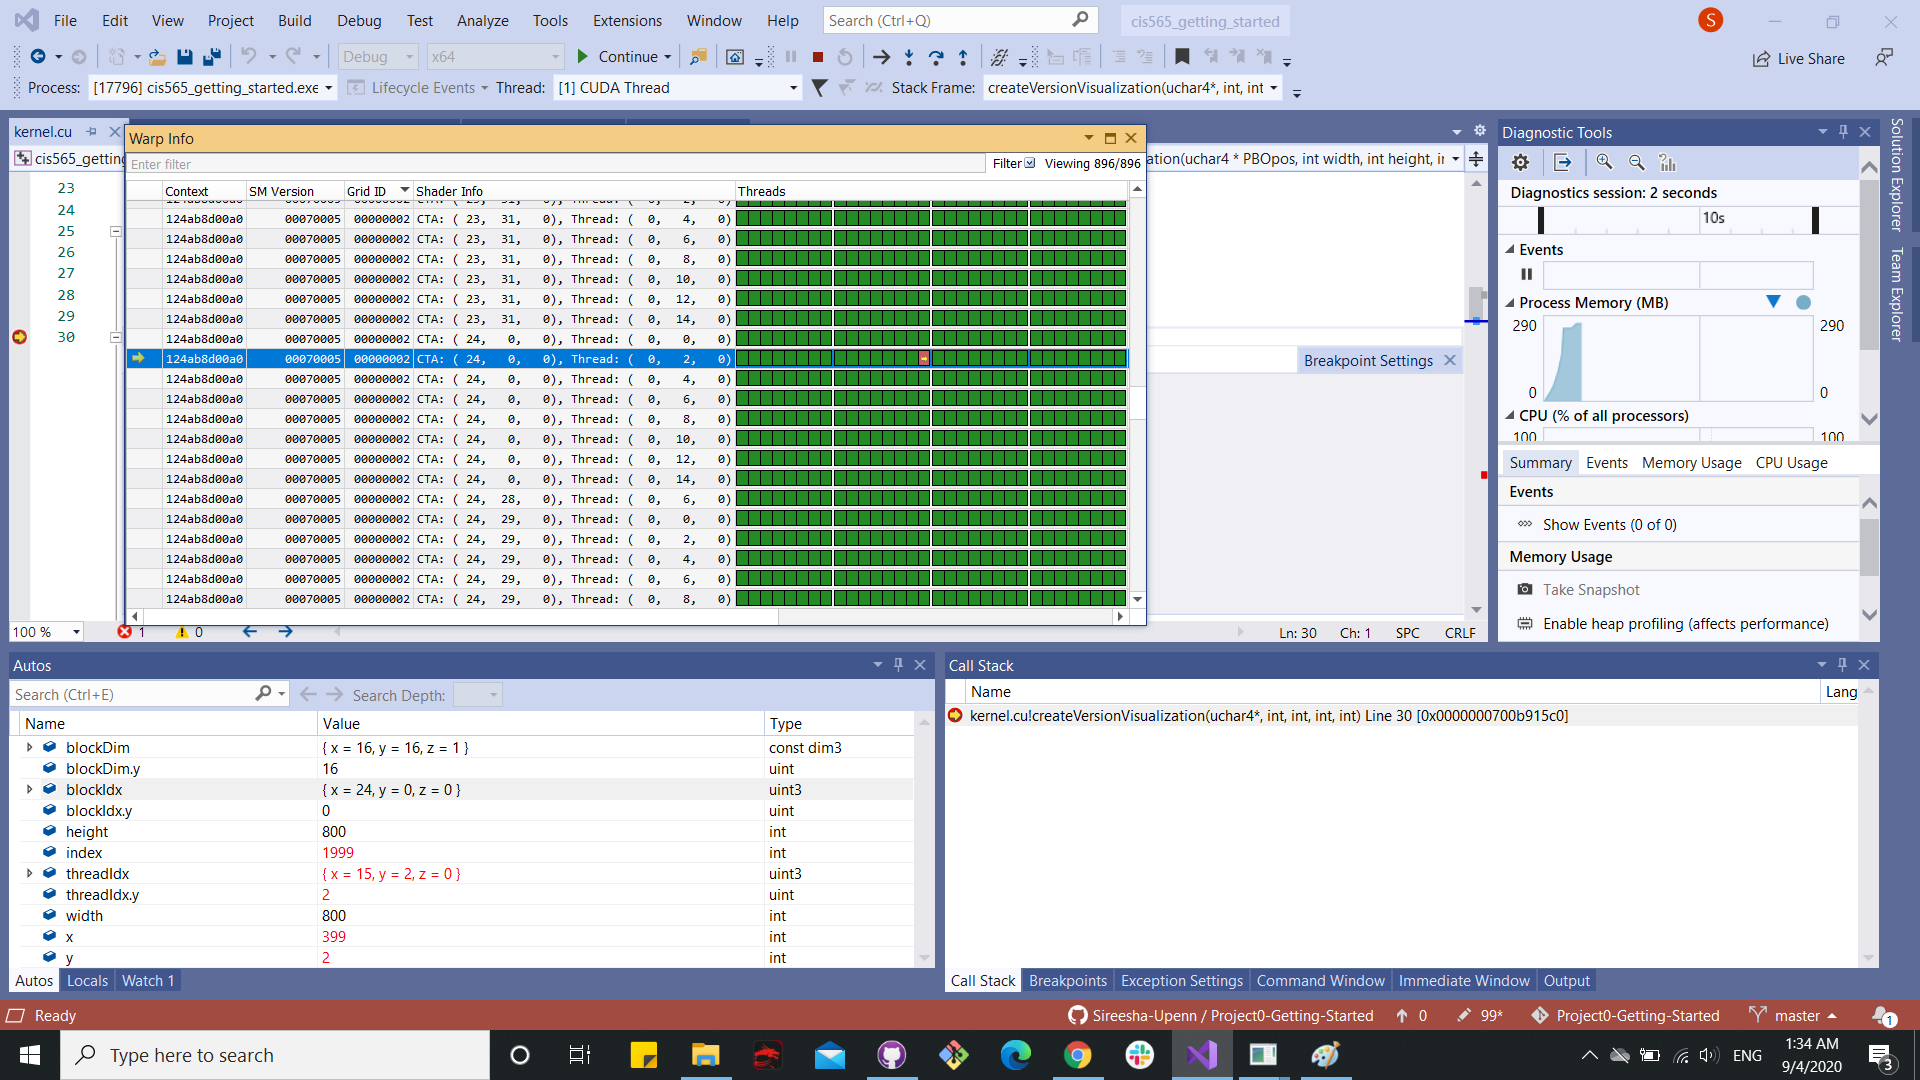 File Edit View Project Build Debug Test Analyze Tools Extensions Window Help Search (Ctrl+Q) cis565_getting_started S
Debug x64 Continue Live Share
Process: [17796] cis565_getting_started.exe Lifecycle Events Thread: [1] CUDA Thread Stack Frame: createVersionVisualization(uchar4*, int, int
kernel.cu
Warp Info
cis565_getting
Enter filter Filter Viewing 896/896
ation(uchar4 * PBOpos, int width, int height, ir
Context SM Version Grid ID Shader Info Threads
124ab8d00a0 00070005 00000002 CTA: ( 23, 31, 0), Thread: ( 0, 4, 0)
124ab8d00a0 00070005 00000002 CTA: ( 23, 31, 0), Thread: ( 0, 6, 0)
124ab8d00a0 00070005 00000002 CTA: ( 23, 31, 0), Thread: ( 0, 8, 0)
124ab8d00a0 00070005 00000002 CTA: ( 23, 31, 0), Thread: ( 0, 10, 0)
124ab8d00a0 00070005 00000002 CTA: ( 23, 31, 0), Thread: ( 0, 12, 0)
124ab8d00a0 00070005 00000002 CTA: ( 23, 31, 0), Thread: ( 0, 14, 0)
124ab8d00a0 00070005 00000002 CTA: ( 24, 0, 0), Thread: ( 0, 0, 0)
124ab8d00a0 00070005 00000002 CTA: ( 24, 0, 0), Thread: ( 0, 2, 0)
124ab8d00a0 00070005 00000002 CTA: ( 24, 0, 0), Thread: ( 0, 4, 0)
124ab8d00a0 00070005 00000002 CTA: ( 24, 0, 0), Thread: ( 0, 6, 0)
124ab8d00a0 00070005 00000002 CTA: ( 24, 0, 0), Thread: ( 0, 8, 0)
124ab8d00a0 00070005 00000002 CTA: ( 24, 0, 0), Thread: ( 0, 10, 0)
124ab8d00a0 00070005 00000002 CTA: ( 24, 0, 0), Thread: ( 0, 12, 0)
124ab8d00a0 00070005 00000002 CTA: ( 24, 0, 0), Thread: ( 0, 14, 0)
124ab8d00a0 00070005 00000002 CTA: ( 24, 28, 0), Thread: ( 0, 6, 0)
124ab8d00a0 00070005 00000002 CTA: ( 24, 29, 0), Thread: ( 0, 0, 0)
124ab8d00a0 00070005 00000002 CTA: ( 24, 29, 0), Thread: ( 0, 2, 0)
124ab8d00a0 00070005 00000002 CTA: ( 24, 29, 0), Thread: ( 0, 4, 0)
124ab8d00a0 00070005 00000002 CTA: ( 24, 29, 0), Thread: ( 0, 6, 0)
124ab8d00a0 00070005 00000002 CTA: ( 24, 29, 0), Thread: ( 0, 8, 0)
23
24
25
26
27
28
29
30
Breakpoint Settings
100 % 1 0 Ln: 30 Ch: 1 SPC CRLF
Diagnostic Tools
Diagnostics session: 2 seconds
10s
Events
Process Memory (MB)
290 290
0 0
CPU (% of all processors)
100 100
Summary Events Memory Usage CPU Usage
Events
Show Events (0 of 0)
Memory Usage
Take Snapshot
Enable heap profiling (affects performance)
Solution Explorer
Team Explorer
Autos
Search (Ctrl+E) Search Depth:
Name Value Type
blockDim { x = 16, y = 16, z = 1 } const dim3
blockDim.y 16 uint
blockIdx { x = 24, y = 0, z = 0 } uint3
blockIdx.y 0 uint
height 800 int
index 1999 int
threadIdx { x = 15, y = 2, z = 0 } uint3
threadIdx.y 2 uint
width 800 int
x 399 int
y 2 int
Autos Locals Watch 1
Call Stack
Name Lang
kernel.cu!createVersionVisualization(uchar4*, int, int, int, int) Line 30 [0x0000000700b915c0]
Call Stack Breakpoints Exception Settings Command Window Immediate Window Output
Ready Sireesha-Upenn / Project0-Getting-Started 0 99* Project0-Getting-Started master 1
Type here to search ENG 1:34 AM
9/4/2020 3